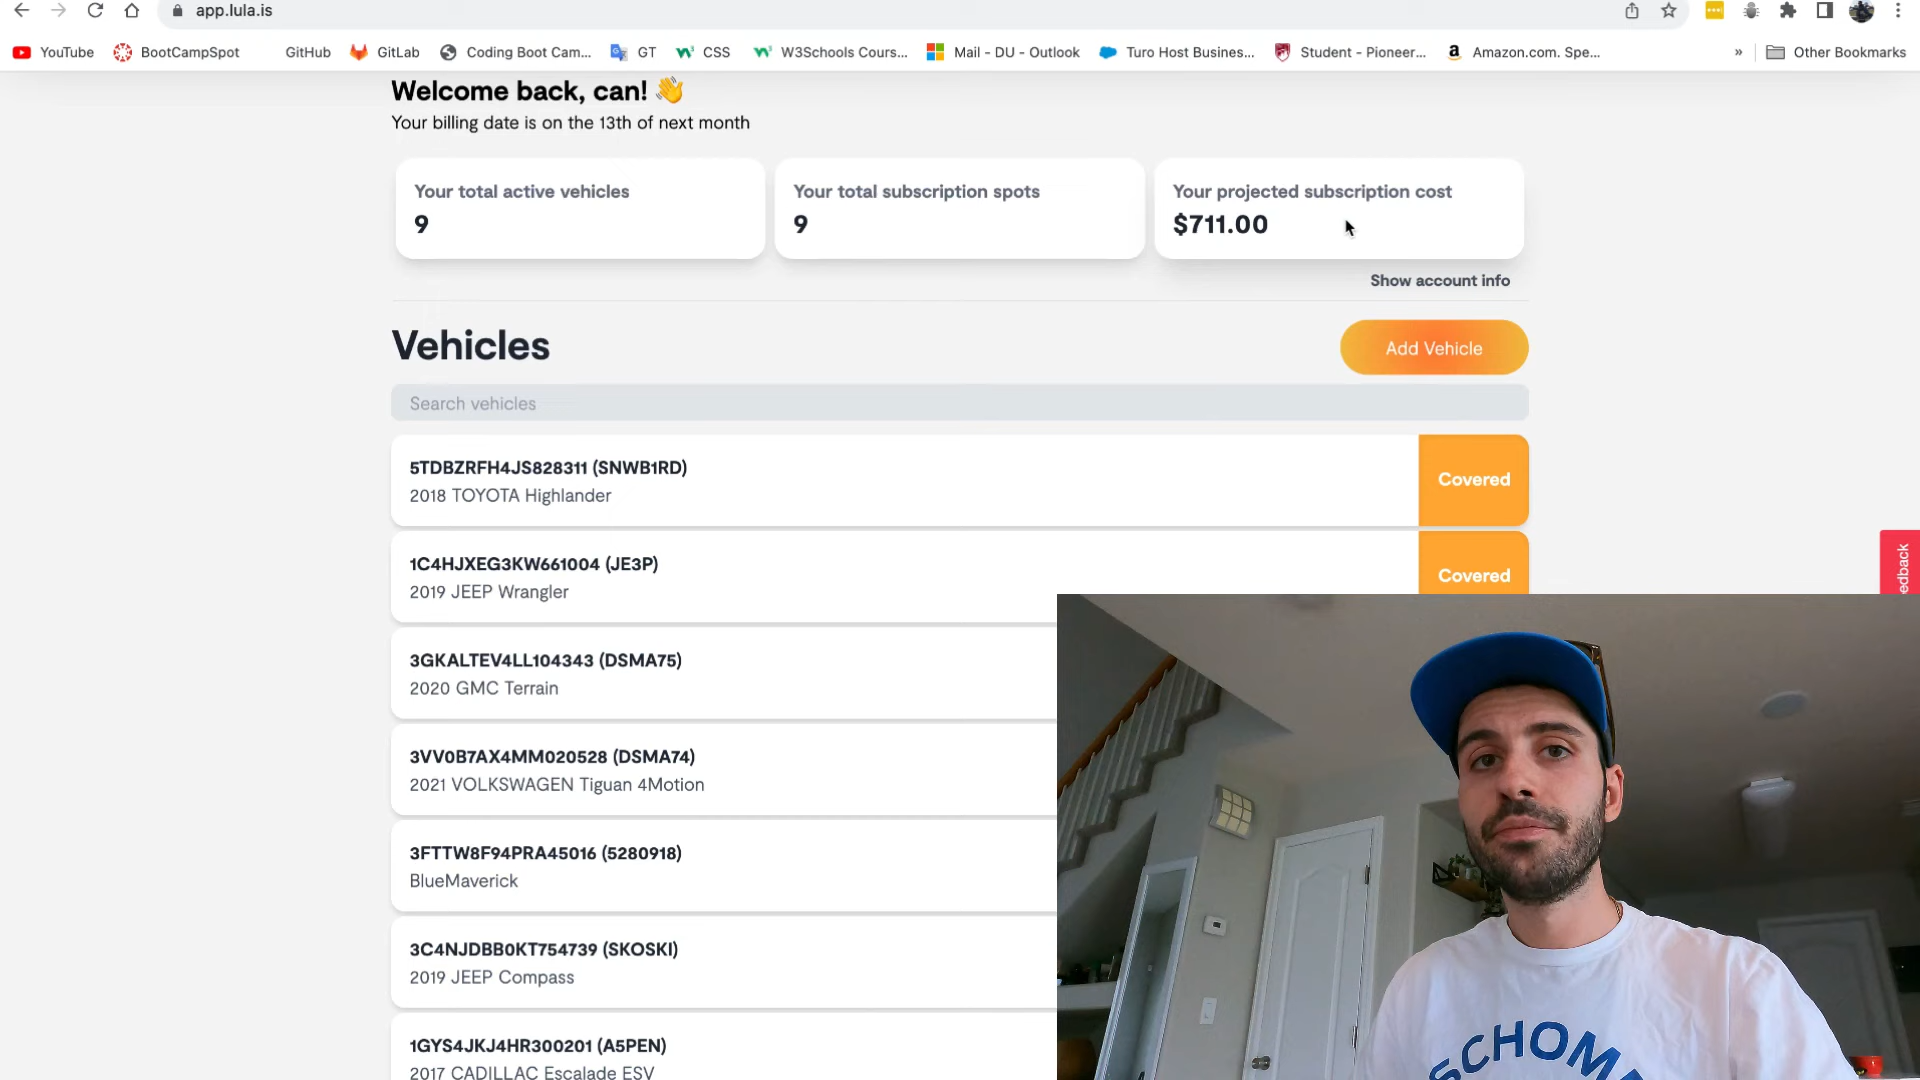 app.lula.is
YouTube BootCampSpot GitHub GitLab Coding Boot Cam... GT CSS W3Schools Cours... Mail - DU - Outlook Turo Host Busines... Student - Pioneer... Amazon.com. Spe... » Other Bookmarks
Welcome back, can! 👋
Your billing date is on the 13th of next month
Your total active vehicles
9
Your total subscription spots
9
Your projected subscription cost
$711.00
Show account info
Vehicles
Add Vehicle
Search vehicles
5TDBZRFH4JS828311 (SNWB1RD)
2018 TOYOTA Highlander
Covered
1C4HJXEG3KW661004 (JE3P)
2019 JEEP Wrangler
Covered
edback
3GKALTEV4LL104343 (DSMA75)
2020 GMC Terrain
3VV0B7AX4MM020528 (DSMA74)
2021 VOLKSWAGEN Tiguan 4Motion
3FTTW8F94PRA45016 (5280918)
BlueMaverick
3C4NJDBB0KT754739 (SKOSKI)
2019 JEEP Compass
1GYS4JKJ4HR300201 (A5PEN)
2017 CADILLAC Escalade ESV
SCHOM